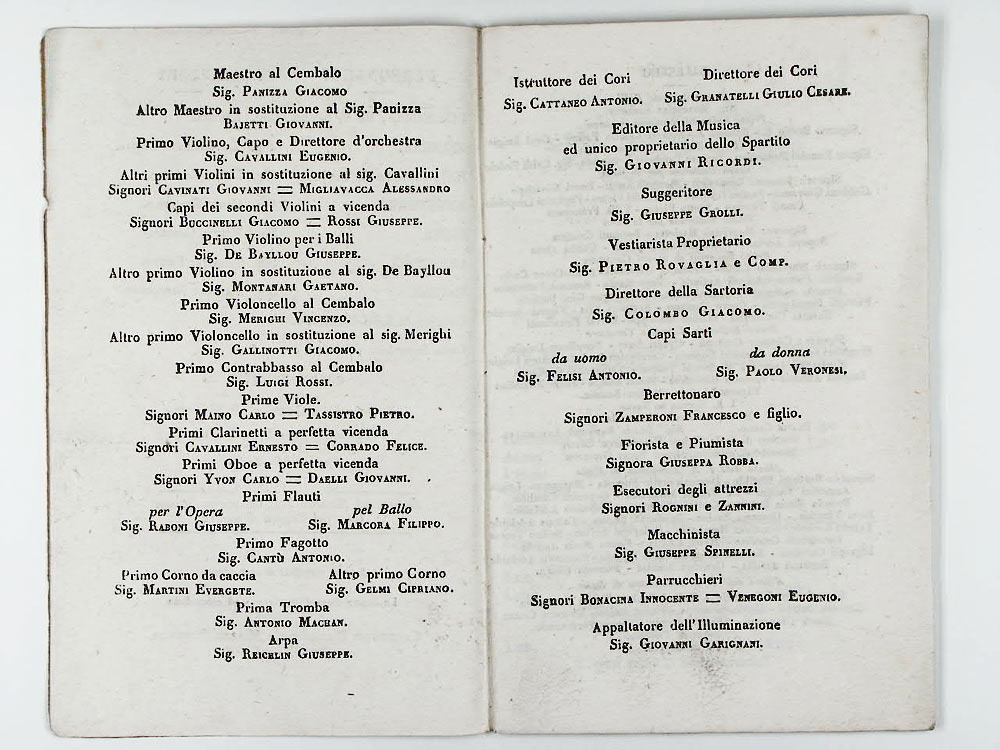 Maestro al Cembalo
Sig. Panizza Giacomo
Altro Maestro in sostituzione al Sig. Panizza
Bajetti Giovanni.
Primo Violino, Capo e Direttore d'orchestra
Sig. Cavallini Eugenio.
Altri primi Violini in sostituzione al sig. Cavallini
Signori Cavinati Giovanni = Migliavacca Alessandro
Capi dei secondi Violini a vicenda
Signori Buccinelli Giacomo = Rossi Giuseppe.
Primo Violino per i Balli
Sig. De Bayllou Giuseppe.
Altro primo Violino in sostituzione al sig. De Bayllou
Sig. Montanari Gaetano.
Primo Violoncello al Cembalo
Sig. Merighi Vincenzo.
Altro primo Violoncello in sostituzione al sig. Merighi
Sig. Gallinotti Giacomo.
Primo Contrabbasso al Cembalo
Sig. Luigi Rossi.
Prime Viole.
Signori Maino Carlo = Tassistro Pietro.
Primi Clarinetti a perfetta vicenda
Signori Cavallini Ernesto = Corrado Felice.
Primi Oboe a perfetta vicenda
Signori Yvon Carlo = Daelli Giovanni.
Primi Flauti
per l'Opera pel Ballo
Sig. Raboni Giuseppe. Sig. Marcora Filippo.
Primo Fagotto
Sig. Cantù Antonio.
Primo Corno da caccia Altro primo Corno
Sig. Martini Evergete. Sig. Gelmi Cipriano.
Prima Tromba
Sig. Antonio Machan.
Arpa
Sig. Reichlin Giuseppe.
Istruttore dei Cori Direttore dei Cori
Sig. Cattaneo Antonio. Sig. Granatelli Giulio Cesare.
Editore della Musica
ed unico proprietario dello Spartito
Sig. Giovanni Ricordi.
Suggeritore
Sig. Giuseppe Grolli.
Vestiarista Proprietario
Sig. Pietro Rovaglia e Comp.
Direttore della Sartoria
Sig. Colombo Giacomo.
Capi Sarti
da uomo da donna
Sig. Felisi Antonio. Sig. Paolo Veronesi.
Berrettonaro
Signori Zamperoni Francesco e figlio.
Fiorista e Piumista
Signora Giuseppa Robba.
Esecutori degli attrezzi
Signori Rognini e Zannini.
Macchinista
Sig. Giuseppe Spinelli.
Parrucchieri
Signori Bonacina Innocente = Venegoni Eugenio.
Appaltatore dell'Illuminazione
Sig. Giovanni Garignani.